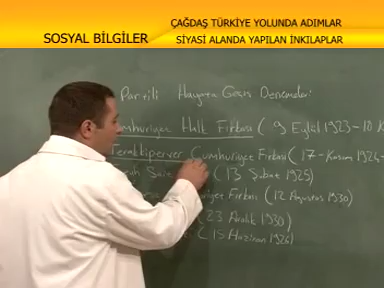 ÇAĞDAŞ TÜRKİYE YOLUNDA ADIMLAR
SOSYAL BİLGİLER
SİYASİ ALANDA YAPILAN İNKILAPLAR
Partili Hayata Geçiş Denemeleri
Cumhuriyet Halk Fırkası ( 9 Eylül 1923-
Terakkiperver Cumhuriyet Fırkası ( 17-Kasım 1924-
Sait ( 13 Şubat 1925)
Fırkası ( 12 Ağustos 1930)
( 23 Aralık 1930)
( 15 Haziran 1926)